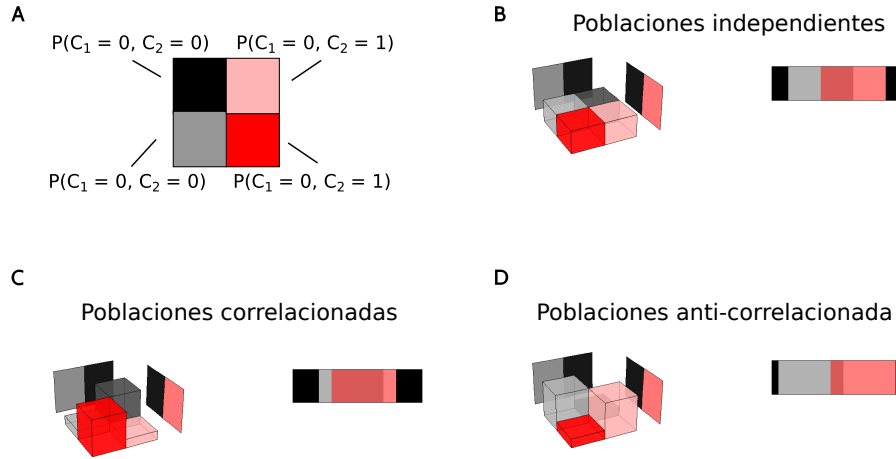 A
P(C₁ = 0, C₂ = 0)
P(C₁ = 0, C₂ = 1)
P(C₁ = 0, C₂ = 0)
P(C₁ = 0, C₂ = 1)
B
Poblaciones independientes
C
Poblaciones correlacionadas
D
Poblaciones anti-correlacionada